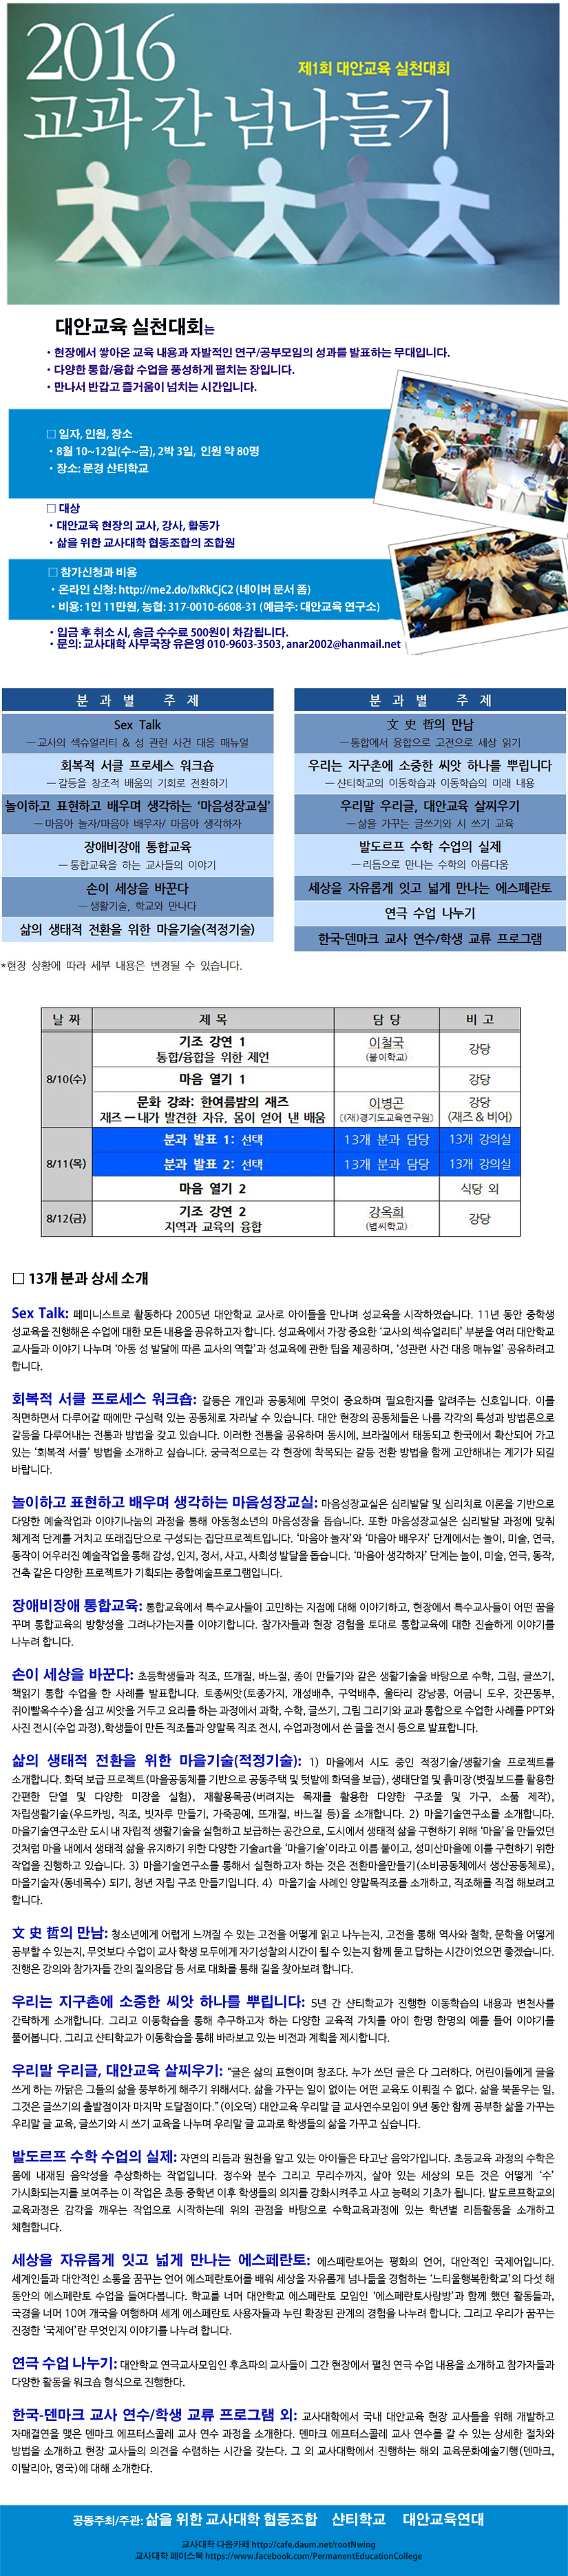 2016
제1회 대안교육 실천대회
교과 간 넘나들기
대안교육 실천대회는
• 현장에서 쌓아온 교육 내용과 자발적인 연구/공부모임의 성과를 발표하는 무대입니다.
• 다양한 통합/융합 수업을 풍성하게 펼치는 장입니다.
• 만나서 반갑고 즐거움이 넘치는 시간입니다.
□ 일자, 인원, 장소
• 8월 10~12일(수~금), 2박 3일, 인원 약 80명
• 장소: 문경 샨티학교
□ 대상
• 대안교육 현장의 교사, 강사, 활동가
• 삶을 위한 교사대학 협동조합의 조합원
□ 참가신청과 비용
• 온라인 신청: http://me2.do/IxRkCjC2 (네이버 문서 폼)
• 비용: 1인 11만원, 농협: 317-0010-6608-31 (예금주: 대안교육 연구소)
• 입금 후 취소 시, 송금 수수료 500원이 차감됩니다.
• 문의: 교사대학 사무국장 유은영 010-9603-3503, anar2002@hanmail.net
분 과 별 주 제
Sex Talk
― 교사의 섹슈얼리티 & 성 관련 사건 대응 매뉴얼
회복적 서클 프로세스 워크숍
― 갈등을 창조적 배움의 기회로 전환하기
놀이하고 표현하고 배우며 생각하는 ‘마음성장교실’
― 마음아 놀자/마음아 배우자/ 마음아 생각하자
장애비장애 통합교육
― 통합교육을 하는 교사들의 이야기
손이 세상을 바꾼다
― 생활기술, 학교와 만나다
삶의 생태적 전환을 위한 마을기술(적정기술)
분 과 별 주 제
文 史 哲의 만남
― 통합에서 융합으로 고전으로 세상 읽기
우리는 지구촌에 소중한 씨앗 하나를 뿌립니다
― 샨티학교의 이동학습과 이동학습의 미래 내용
우리말 우리글, 대안교육 살찌우기
― 삶을 가꾸는 글쓰기와 시 쓰기 교육
발도르프 수학 수업의 실제
― 리듬으로 만나는 수학의 아름다움
세상을 자유롭게 잇고 넓게 만나는 에스페란토
연극 수업 나누기
한국-덴마크 교사 연수/학생 교류 프로그램
*현장 상황에 따라 세부 내용은 변경될 수 있습니다.
날 짜 제 목 담 당 비 고
8/10(수) 기조 강연 1 통합/융합을 위한 제언 이철국 (불이학교) 강당
마음 열기 1 강당
문화 강좌: 한여름밤의 재즈 재즈 ― 내가 발견한 자유, 몸이 얻어 낸 배움 이병곤 ((재)경기도교육연구원) 강당 (재즈 & 비어)
8/11(목) 분과 발표 1: 선택 13개 분과 담당 13개 강의실
분과 발표 2: 선택 13개 분과 담당 13개 강의실
마음 열기 2 식당 외
8/12(금) 기조 강연 2 지역과 교육의 융합 강옥희 (볍씨학교) 강당
□ 13개 분과 상세 소개
Sex Talk: 페미니스트로 활동하다 2005년 대안학교 교사로 아이들을 만나며 성교육을 시작하였습니다. 11년 동안 중학생
성교육을 진행해온 수업에 대한 모든 내용을 공유하고자 합니다. 성교육에서 가장 중요한 ‘교사의 섹슈얼리티’ 부분을 여러 대안학교
교사들과 이야기 나누며 ‘아동 성 발달에 따른 교사의 역할’과 성교육에 관한 팁을 제공하며, ‘성관련 사건 대응 매뉴얼’ 공유하려고
합니다.
회복적 서클 프로세스 워크숍: 갈등은 개인과 공동체에 무엇이 중요하며 필요한지를 알려주는 신호입니다. 이를
직면하면서 다루어갈 때에만 구심력 있는 공동체로 자라날 수 있습니다. 대안 현장의 공동체들은 나름 각각의 특성과 방법론으로
갈등을 다루어내는 전통과 방법을 갖고 있습니다. 이러한 전통을 공유하며 동시에, 브라질에서 태동되고 한국에서 확산되어 가고
있는 ‘회복적 서클’ 방법을 소개하고 싶습니다. 궁극적으로는 각 현장에 착목되는 갈등 전환 방법을 함께 고안해내는 계기가 되길
바랍니다.
놀이하고 표현하고 배우며 생각하는 마음성장교실: 마음성장교실은 심리발달 및 심리치료 이론을 기반으로
다양한 예술작업과 이야기나눔의 과정을 통해 아동청소년의 마음성장을 돕습니다. 또한 마음성장교실은 심리발달 과정에 맞춰
체계적 단계를 거치고 또래집단으로 구성되는 집단프로젝트입니다. ‘마음아 놀자’와 ‘마음아 배우자’ 단계에서는 놀이, 미술, 연극,
동작이 어우러진 예술작업을 통해 감성, 인지, 정서, 사고, 사회성 발달을 돕습니다. ‘마음아 생각하자’ 단계는 놀이, 미술, 연극, 동작,
건축 같은 다양한 프로젝트가 기획되는 종합예술프로그램입니다.
장애비장애 통합교육: 통합교육에서 특수교사들이 고민하는 지점에 대해 이야기하고, 현장에서 특수교사들이 어떤 꿈을
꾸며 통합교육의 방향성을 그려나가는지를 이야기합니다. 참가자들과 현장 경험을 토대로 통합교육에 대한 진솔하게 이야기를
나누려 합니다.
손이 세상을 바꾼다: 초등학생들과 직조, 뜨개질, 바느질, 종이 만들기와 같은 생활기술을 바탕으로 수학, 그림, 글쓰기,
책읽기 통합 수업을 한 사례를 발표합니다. 토종씨앗(토종가지, 개성배추, 구억배추, 울타리 강낭콩, 어금니 도우, 갓끈동부,
쥐이빨옥수수)을 심고 씨앗을 거두고 요리를 하는 과정에서 과학, 수학, 글쓰기, 그림 그리기와 교과 통합으로 수업한 사례를 PPT와
사진 전시(수업 과정),학생들이 만든 직조틀과 양말목 직조 전시, 수업과정에서 쓴 글을 전시 등으로 발표합니다.
삶의 생태적 전환을 위한 마을기술(적정기술): 1) 마을에서 시도 중인 적정기술/생활기술 프로젝트를
소개합니다. 화덕 보급 프로젝트(마을공동체를 기반으로 공동주택 및 텃밭에 화덕을 보급), 생태단열 및 흙미장(볏짚보드를 활용한
간편한 단열 및 다양한 미장을 실험), 재활용목공(버려지는 목재를 활용한 다양한 구조물 및 가구, 소품 제작),
자립생활기술(우드카빙, 직조, 빗자루 만들기, 가죽공예, 뜨개질, 바느질 등)을 소개합니다. 2) 마을기술연구소를 소개합니다.
마을기술연구소란 도시 내 자립적 생활기술을 실험하고 보급하는 공간으로, 도시에서 생태적 삶을 구현하기 위해 ‘마을’을 만들었던
것처럼 마을 내에서 생태적 삶을 유지하기 위한 다양한 기술art을 ‘마을기술’이라고 이름 붙이고, 성미산마을에 이를 구현하기 위한
작업을 진행하고 있습니다. 3) 마을기술연구소를 통해서 실현하고자 하는 것은 전환마을만들기(소비공동체에서 생산공동체로),
마을기술자(동네목수) 되기, 청년 자립 구조 만들기입니다. 4) 마을기술 사례인 양말목직조를 소개하고, 직조해를 직접 해보려고
합니다.
文 史 哲의 만남: 청소년에게 어렵게 느껴질 수 있는 고전을 어떻게 읽고 나누는지, 고전을 통해 역사와 철학, 문학을 어떻게
공부할 수 있는지, 무엇보다 수업이 교사 학생 모두에게 자기성찰의 시간이 될 수 있는지 함께 묻고 답하는 시간이었으면 좋겠습니다.
진행은 강의와 참가자들 간의 질의응답 등 서로 대화를 통해 길을 찾아보려 합니다.
우리는 지구촌에 소중한 씨앗 하나를 뿌립니다: 5년 간 샨티학교가 진행한 이동학습의 내용과 변천사를
간략하게 소개합니다. 그리고 이동학습을 통해 추구하고자 하는 다양한 교육적 가치를 아이 한명 한명의 예를 들어 이야기를
풀어봅니다. 그리고 샨티학교가 이동학습을 통해 바라보고 있는 비전과 계획을 제시합니다.
우리말 우리글, 대안교육 살찌우기: “글은 삶의 표현이며 창조다. 누가 쓰던 글은 다 그러하다. 어린이들에게 글을
쓰게 하는 까닭은 그들의 삶을 풍부하게 해주기 위해서다. 삶을 가꾸는 일이 없이는 어떤 교육도 이뤄질 수 없다. 삶을 북돋우는 일,
그것은 글쓰기의 출발점이자 마지막 도달점이다.” (이오덕) 대안교육 우리말 글 교사연수모임이 9년 동안 함께 공부한 삶을 가꾸는
우리말 글 교육, 글쓰기와 시 쓰기 교육을 나누며 우리말 글 교과로 학생들의 삶을 가꾸고 싶습니다.
발도르프 수학 수업의 실제: 자연의 리듬과 원천을 알고 있는 아이들은 타고난 음악가입니다. 초등교육 과정의 수학은
몸에 내재된 음악성을 추상화하는 작업입니다. 정수와 분수 그리고 무리수까지, 살아 있는 세상의 모든 것은 어떻게 ‘수’
가시화되는지를 보여주는 이 작업은 초등 중학년 이후 학생들의 의지를 강화시켜주고 사고 능력의 기초가 됩니다. 발도르프학교의
교육과정은 감각을 깨우는 작업으로 시작하는데 위의 관점을 바탕으로 수학교육과정에 있는 학년별 리듬활동을 소개하고
체험합니다.
세상을 자유롭게 잇고 넓게 만나는 에스페란토: 에스페란토어는 평화의 언어, 대안적인 국제어입니다.
세계인들과 대안적인 소통을 꿈꾸는 언어 에스페란토어를 배워 세상을 자유롭게 넘나듦을 경험하는 ‘느티울행복한학교’의 다섯 해
동안의 에스페란토 수업을 들여다봅니다. 학교를 너머 대안학교 에스페란토 모임인 ‘에스페란토사랑방’과 함께 했던 활동들과,
국경을 너머 10여 개국을 여행하며 세계 에스페란토 사용자들과 누린 확장된 관계의 경험을 나누려 합니다. 그리고 우리가 꿈꾸는
진정한 ‘국제어’란 무엇인지 이야기를 나누려 합니다.
연극 수업 나누기: 대안학교 연극교사모임인 후츠파의 교사들이 그간 현장에서 펼친 연극 수업 내용을 소개하고 참가자들과
다양한 활동을 워크숍 형식으로 진행한다.
한국-덴마크 교사 연수/학생 교류 프로그램 외: 교사대학에서 국내 대안교육 현장 교사들을 위해 개발하고
자매결연을 맺은 덴마크 에프터스콜레 교사 연수 과정을 소개한다. 덴마크 에프터스콜레 교사 연수를 갈 수 있는 상세한 절차와
방법을 소개하고 현장 교사들의 의견을 수렴하는 시간을 갖는다. 그 외 교사대학에서 진행하는 해외 교육문화예술기행(덴마크,
이탈리아, 영국)에 대해 소개한다.
공동주최/주관: 삶을 위한 교사대학 협동조합 샨티학교 대안교육연대
교사대학 다음카페 http://cafe.daum.net/rootNwing
교사대학 페이스북 https://www.facebook.com/PermanentEducationCollege